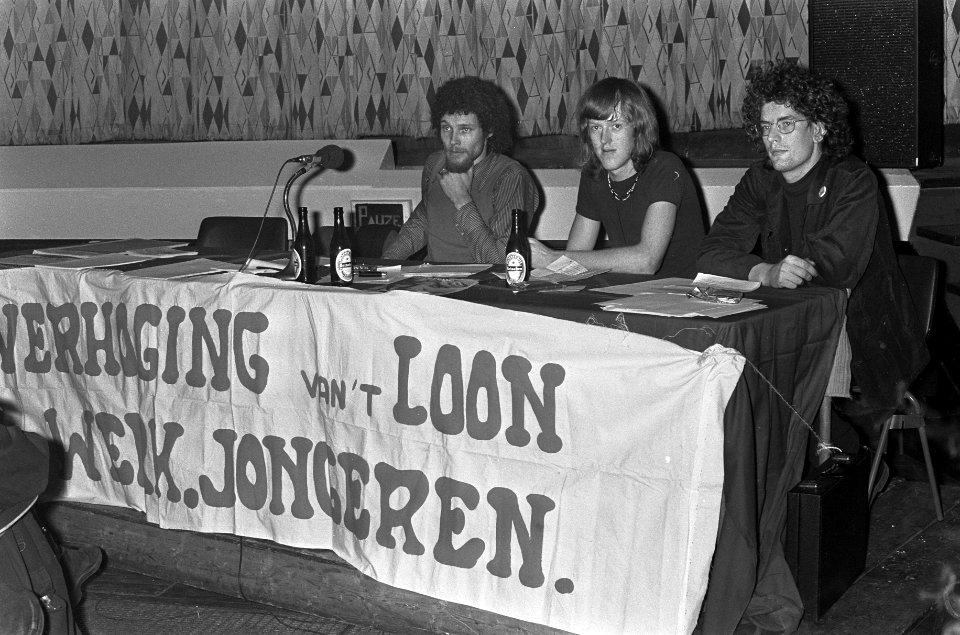 Pauze
VERHOGING VAN'T LOON
WERK. JONGEREN.